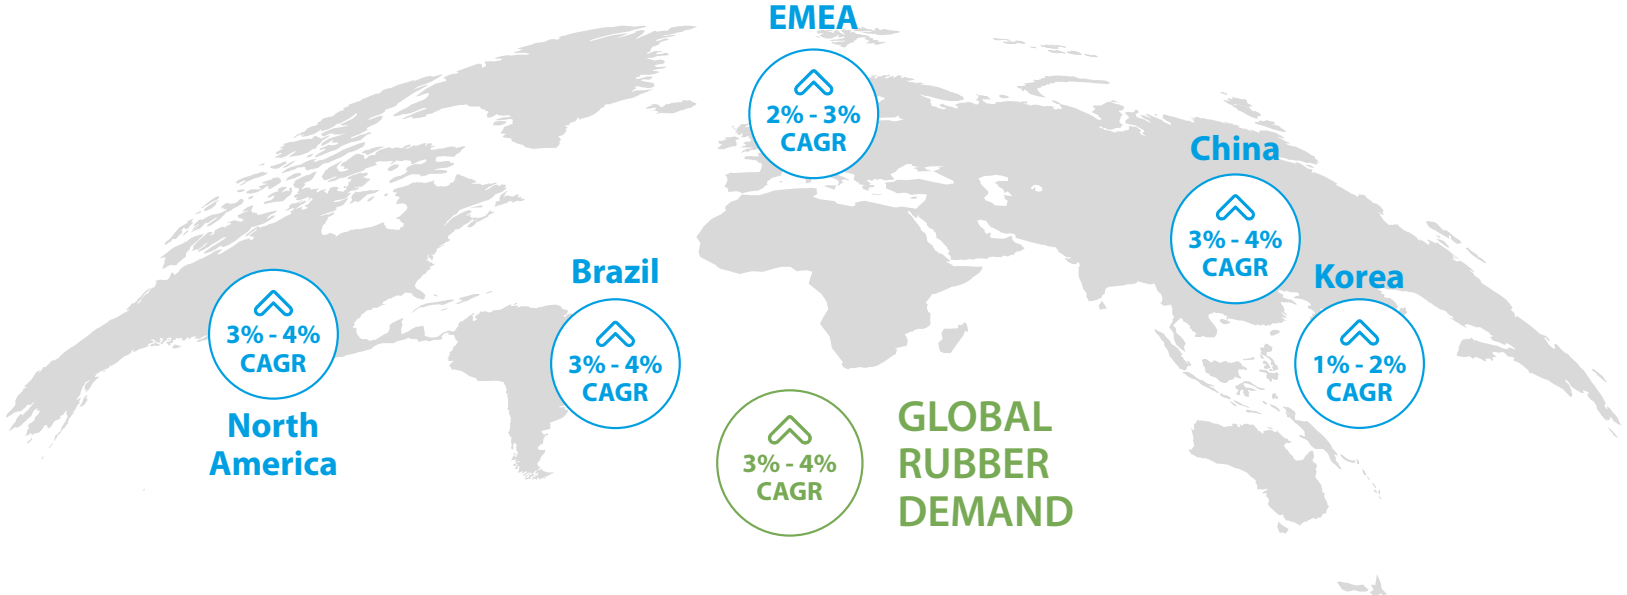 EMEA
2% - 3%
CAGR
China
3% - 4%
CAGR
Brazil
3% - 4%
CAGR
Korea
1% - 2%
CAGR
3% - 4%
CAGR
North
America
3% - 4%
CAGR
GLOBAL
RUBBER
DEMAND